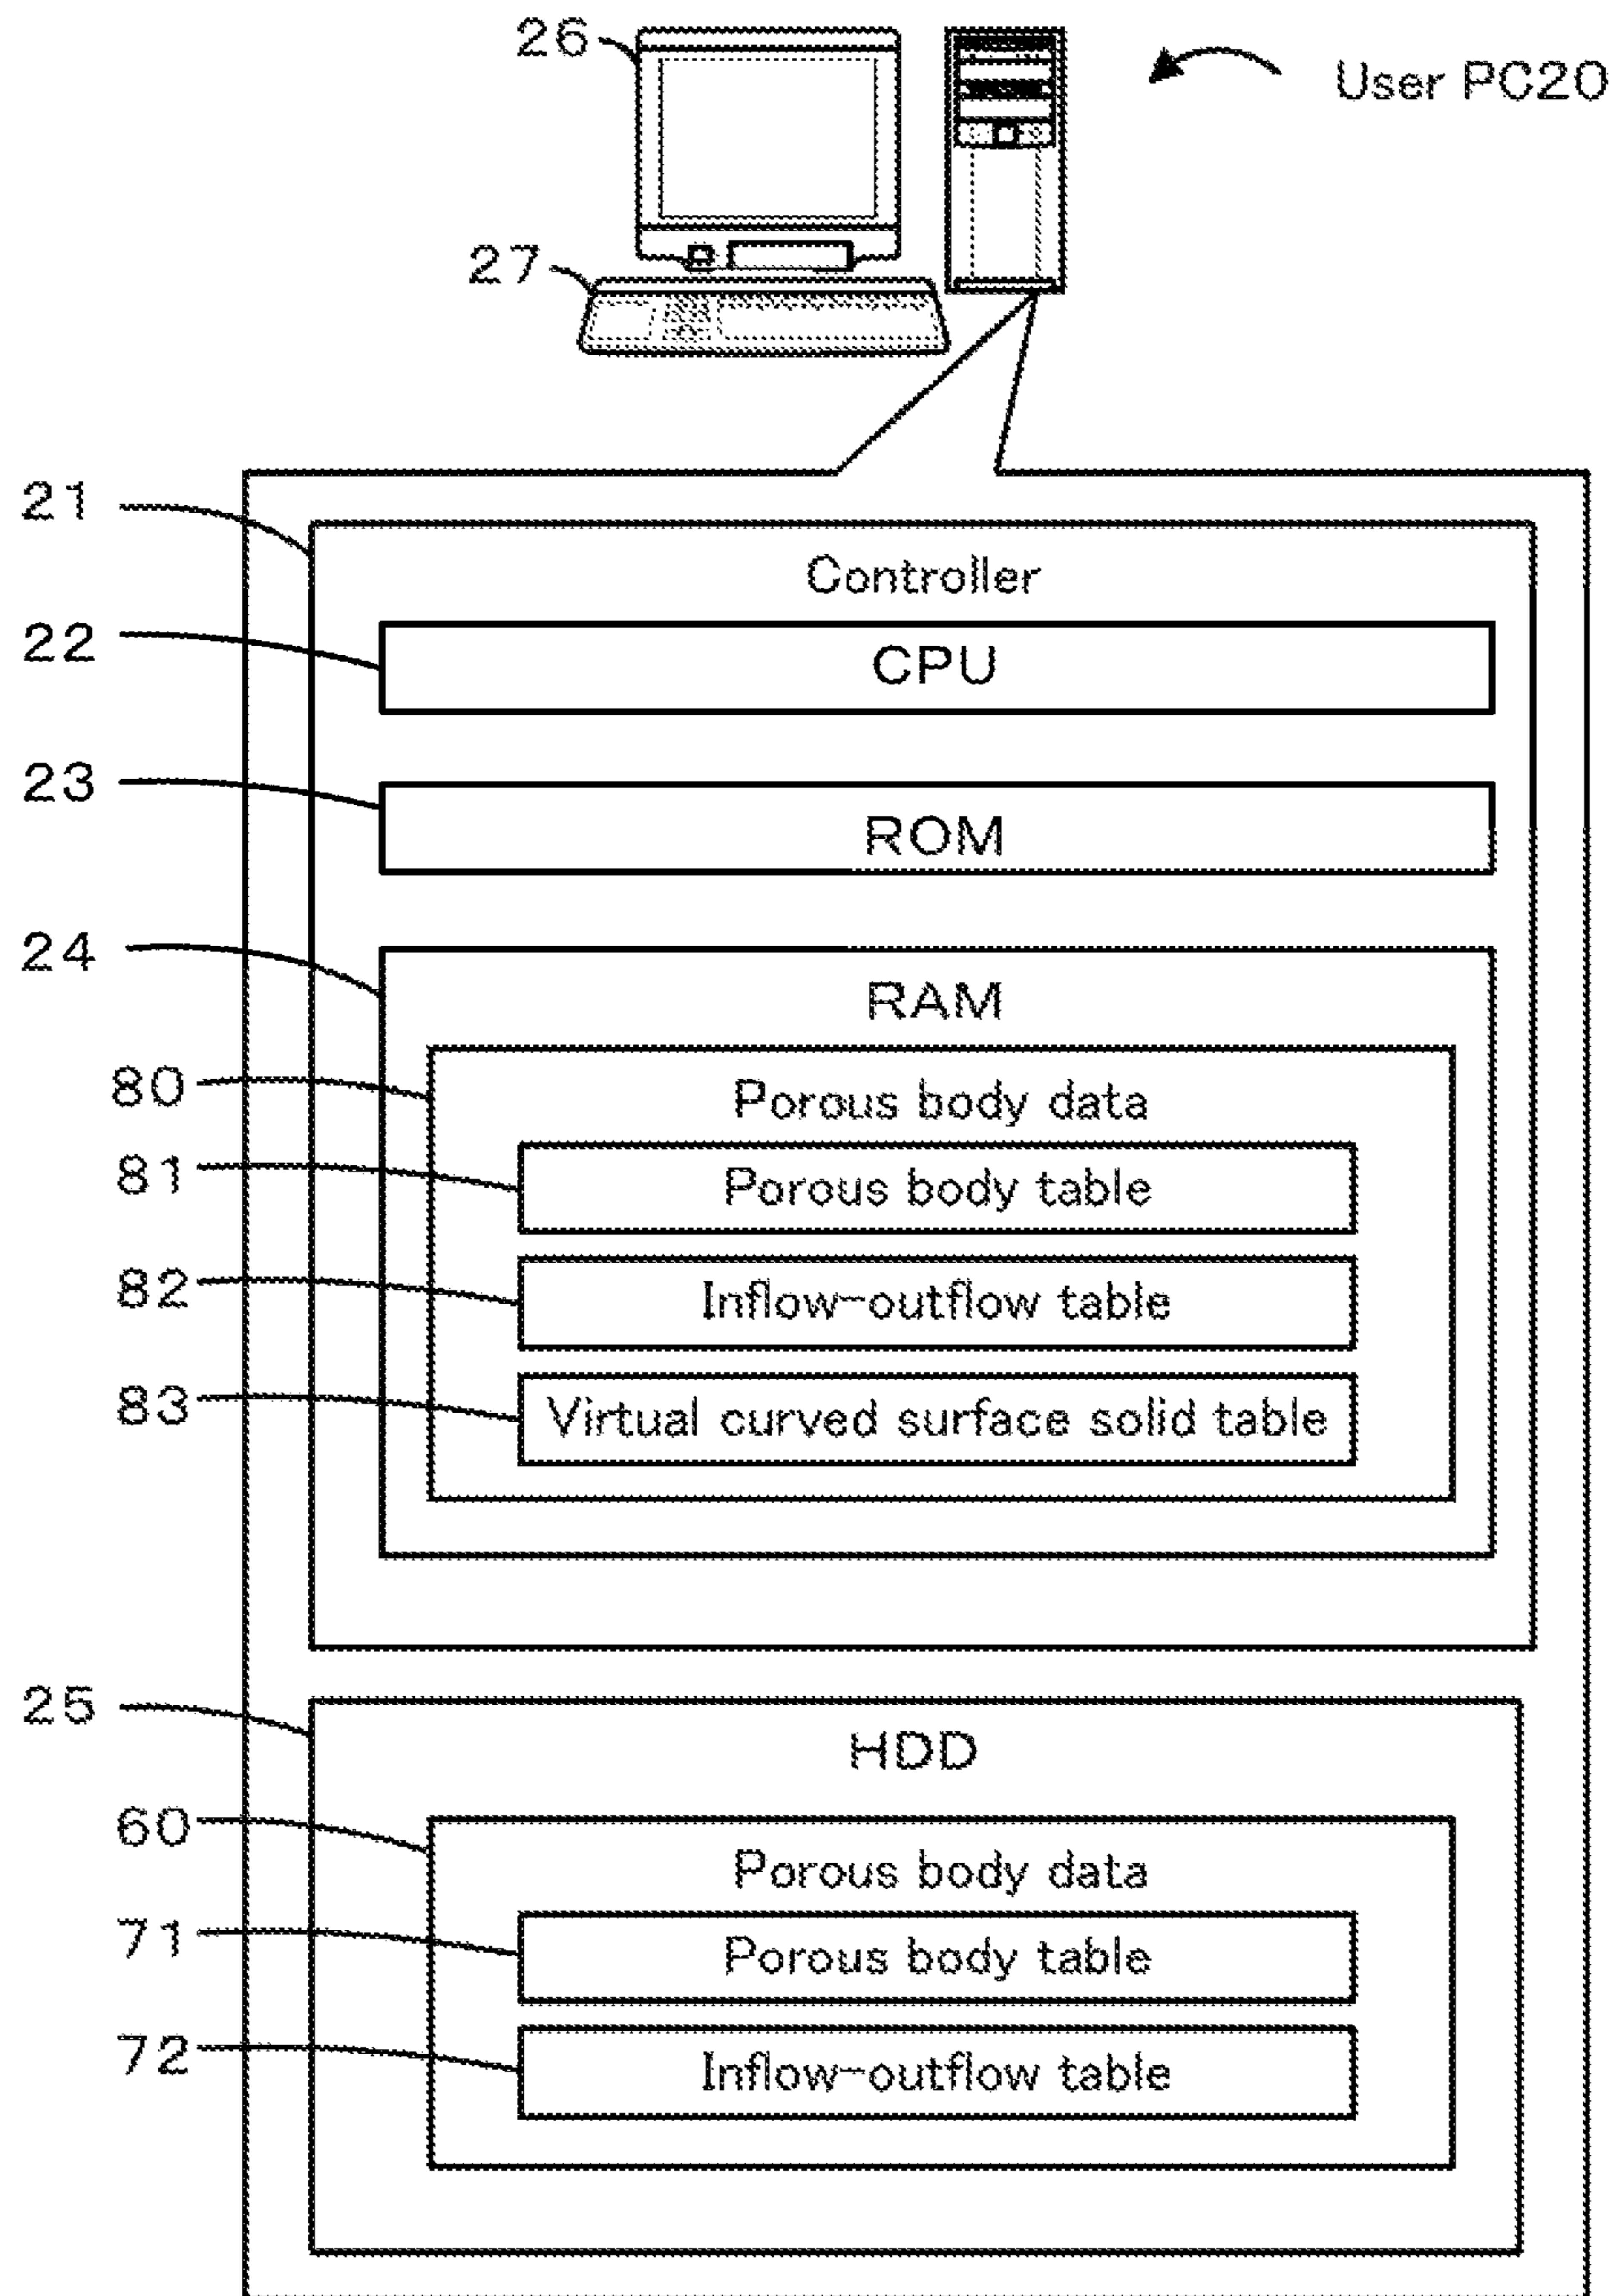 26
User PC20
27
21
Controller
22
CPU
23
ROM
24
RAM
80
Porous body data
81
Porous body table
82
Inflow-outflow table
83
Virtual curved surface solid table
25
HDD
60
Porous body data
71
Porous body table
72
Inflow-outflow table